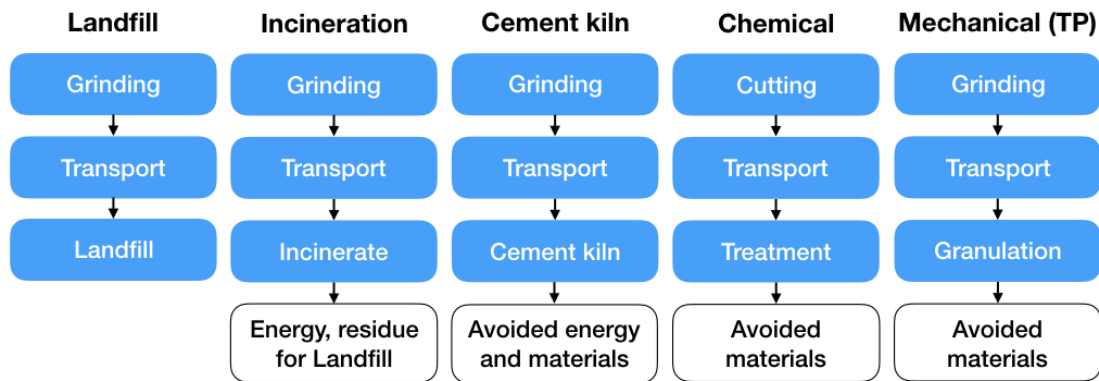 Landfill
Incineration
Cement kiln
Chemical
Mechanical (TP)
Grinding
Grinding
Grinding
Cutting
Grinding
Transport
Transport
Transport
Transport
Transport
Landfill
Incinerate
Cement kiln
Treatment
Granulation
Energy, residue
for Landfill
Avoided energy
and materials
Avoided
materials
Avoided
materials